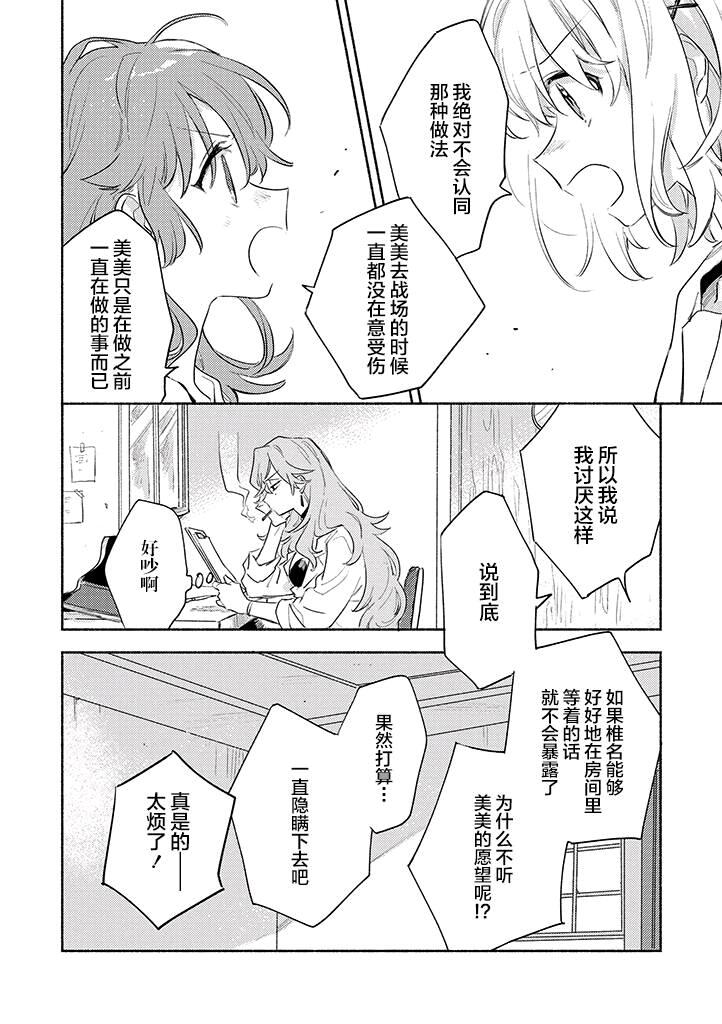 我绝对不会认同
那种做法
美美去战场的时候
一直都没在意受伤
美美只是在做之前
一直在做的事而已
所以我说
我讨厌这样
好吵啊
说到底
如果椎名能够
好好地在房间里
等着的话
就不会暴露了
为什么不听
美美的愿望呢!?
果然打算…
一直隐瞒下去吧
真是的——
太烦了!